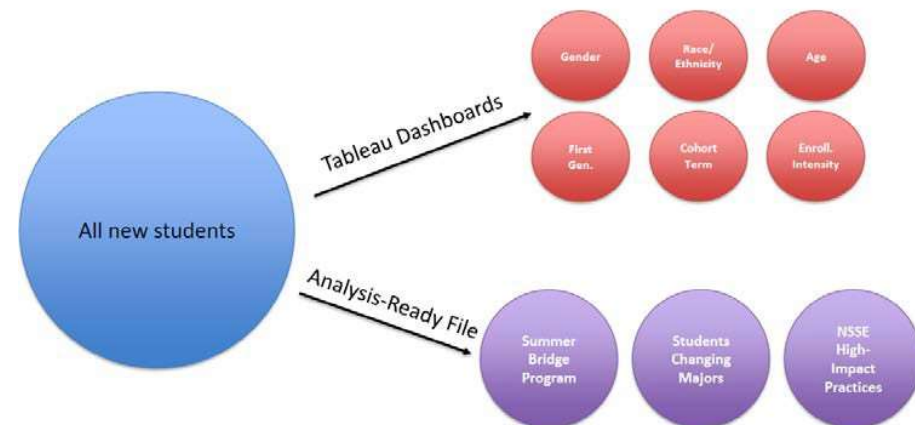 All new students
Tableau Dashboards
Gender
Race/
Ethnicity
Age
First
Gen.
Cohort
Term
Enroll.
Intensity
Analysis-Ready File
Summer
Bridge
Program
Students
Changing
Majors
NSSE
High-
Impact
Practices